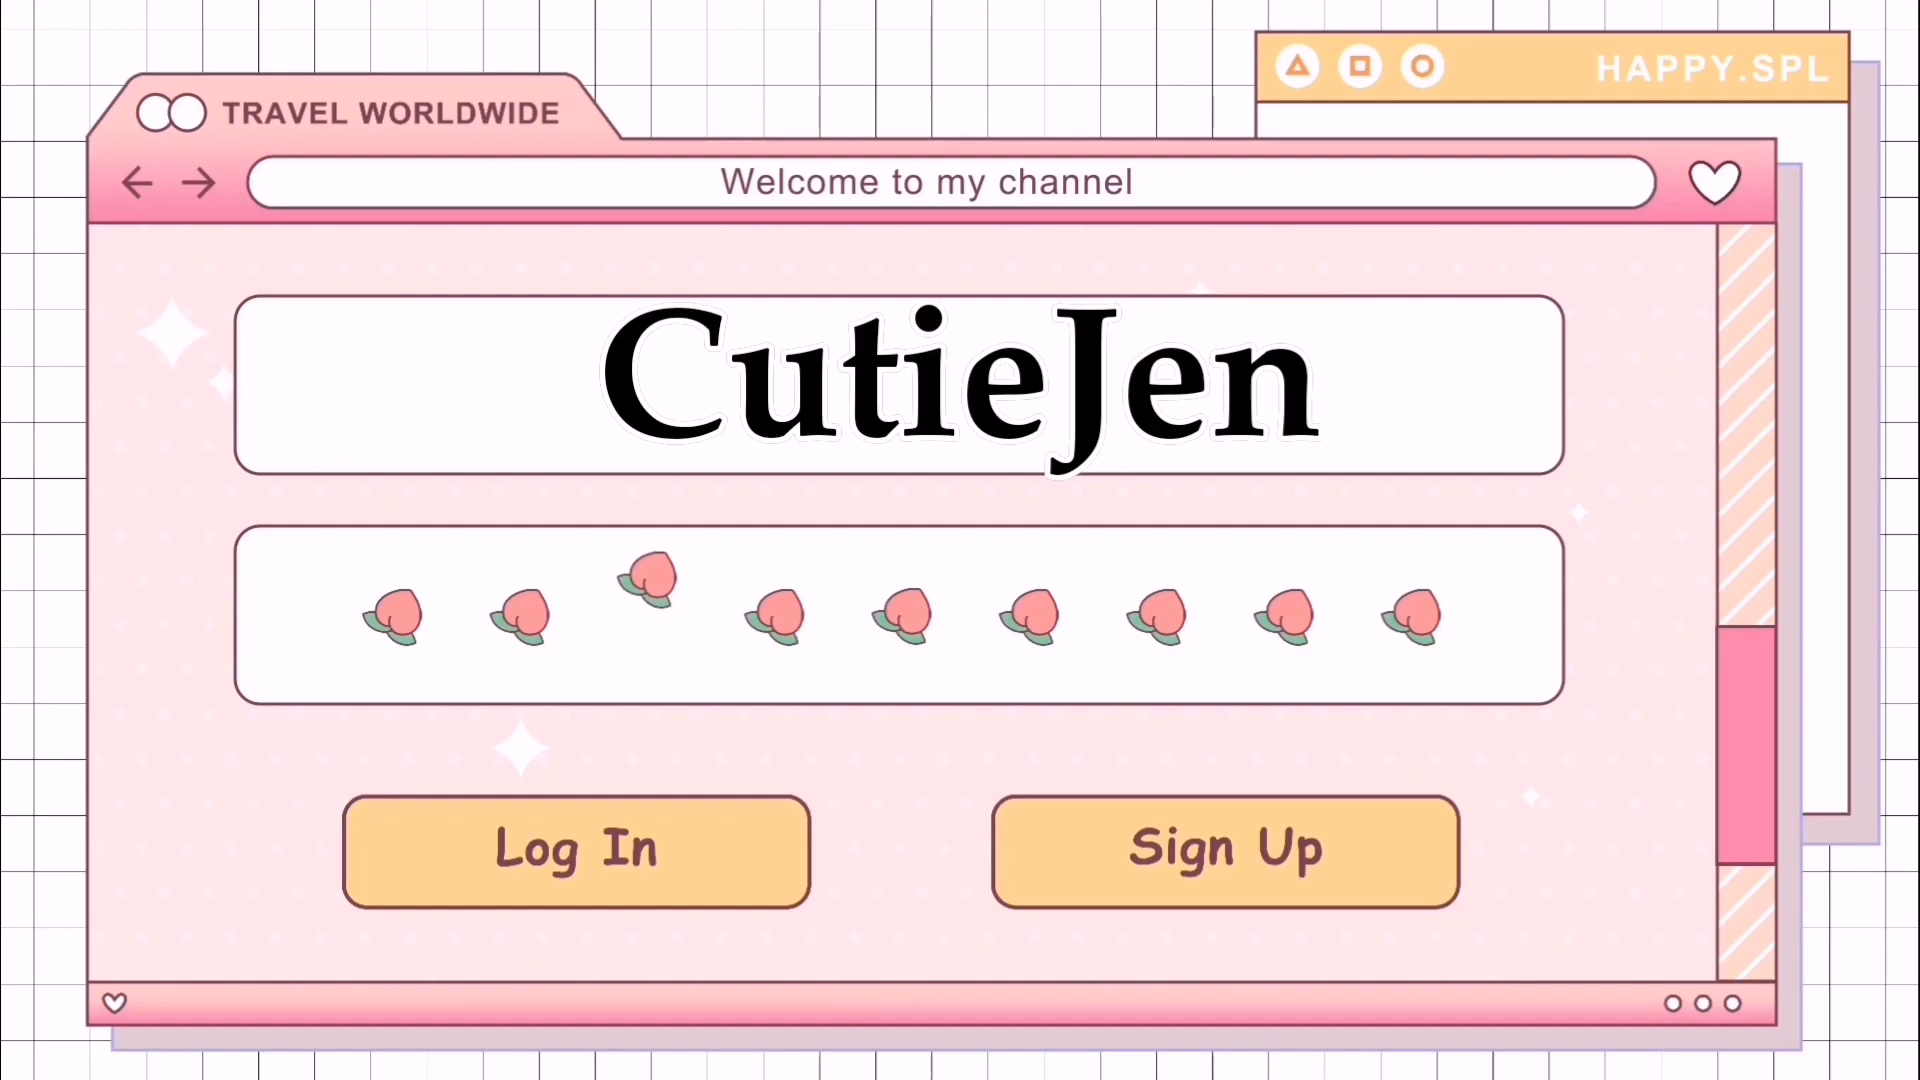 HAPPY.SPL
TRAVEL WORLDWIDE
Welcome to my channel
CutieJen
Log In
Sign Up